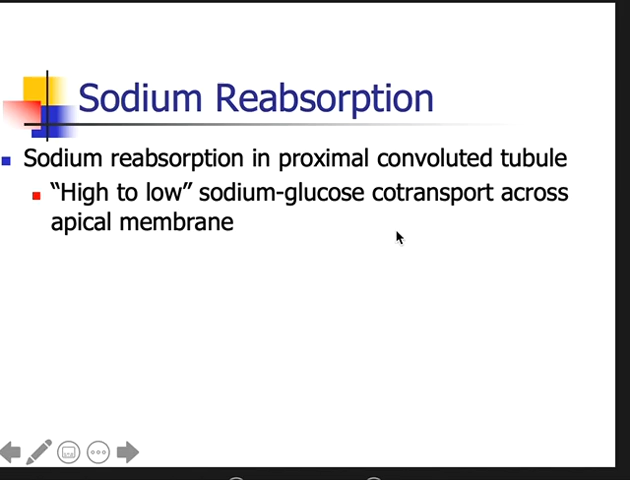 Sodium Reabsorption
Sodium reabsorption in proximal convoluted tubule
“High to low” sodium-glucose cotransport across
apical membrane